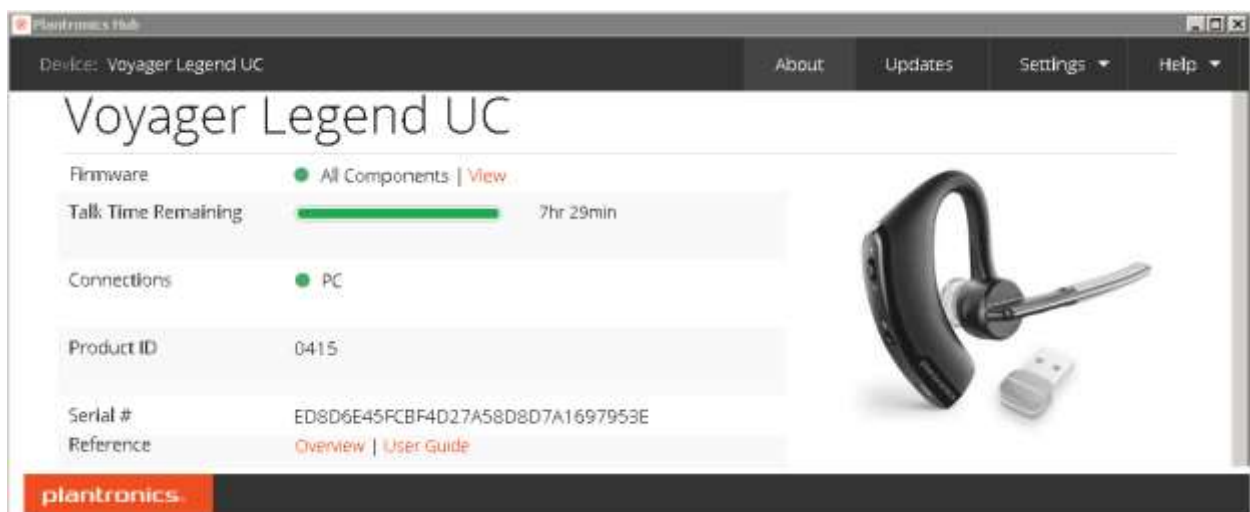 Plantronics Hub
Device: Voyager Legend UC About Updates Settings Help
Voyager Legend UC
Firmware All Components | View
Talk Time Remaining 7hr 29min
Connections PC
Product ID 0415
Serial # ED8D6E45FCBF4D27A58D8D7A1697953E
Reference Overview | User Guide
plantronics.